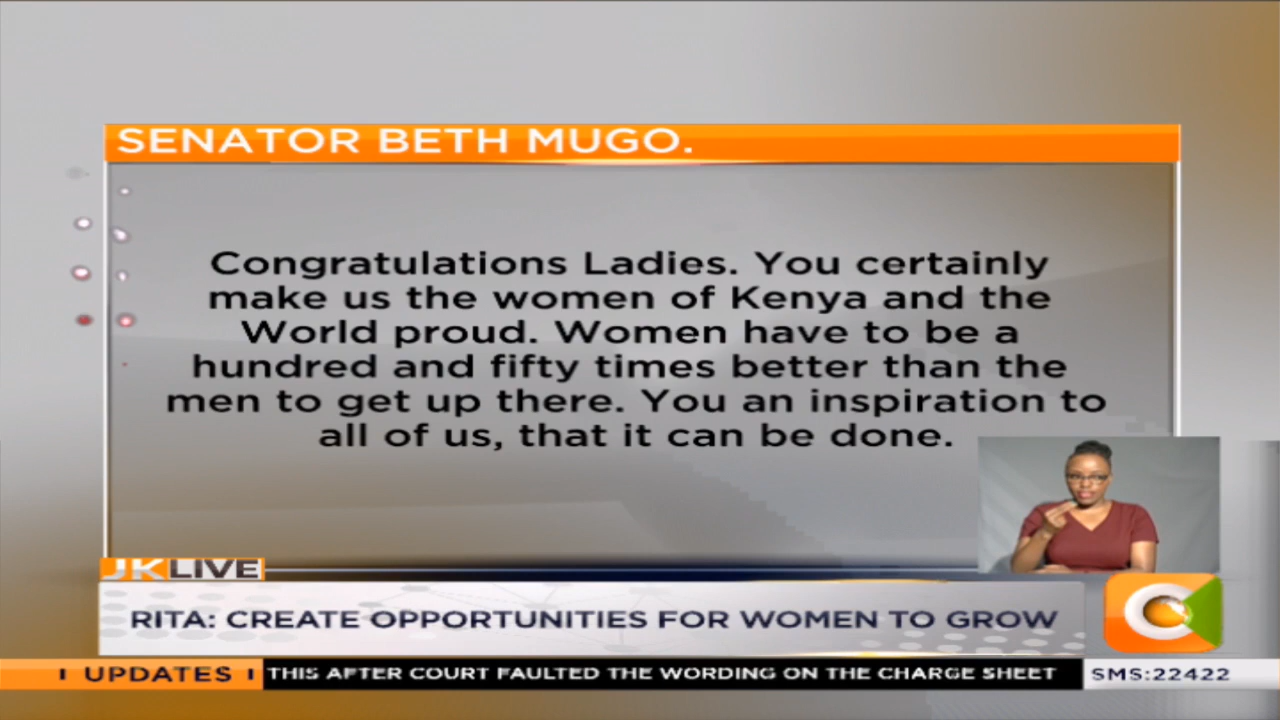 SENATOR BETH MUGO.
Congratulations Ladies. You certainly
make us the women of Kenya and the
World proud. Women have to be a
hundred and fifty times better than the
men to get up there. You an inspiration to
all of us, that it can be done.
JKLIVE
RITA: CREATE OPPORTUNITIES FOR WOMEN TO GROW
UPDATES
THIS AFTER COURT FAULTED THE WORDING ON THE CHARGE SHEET
SMS:22422